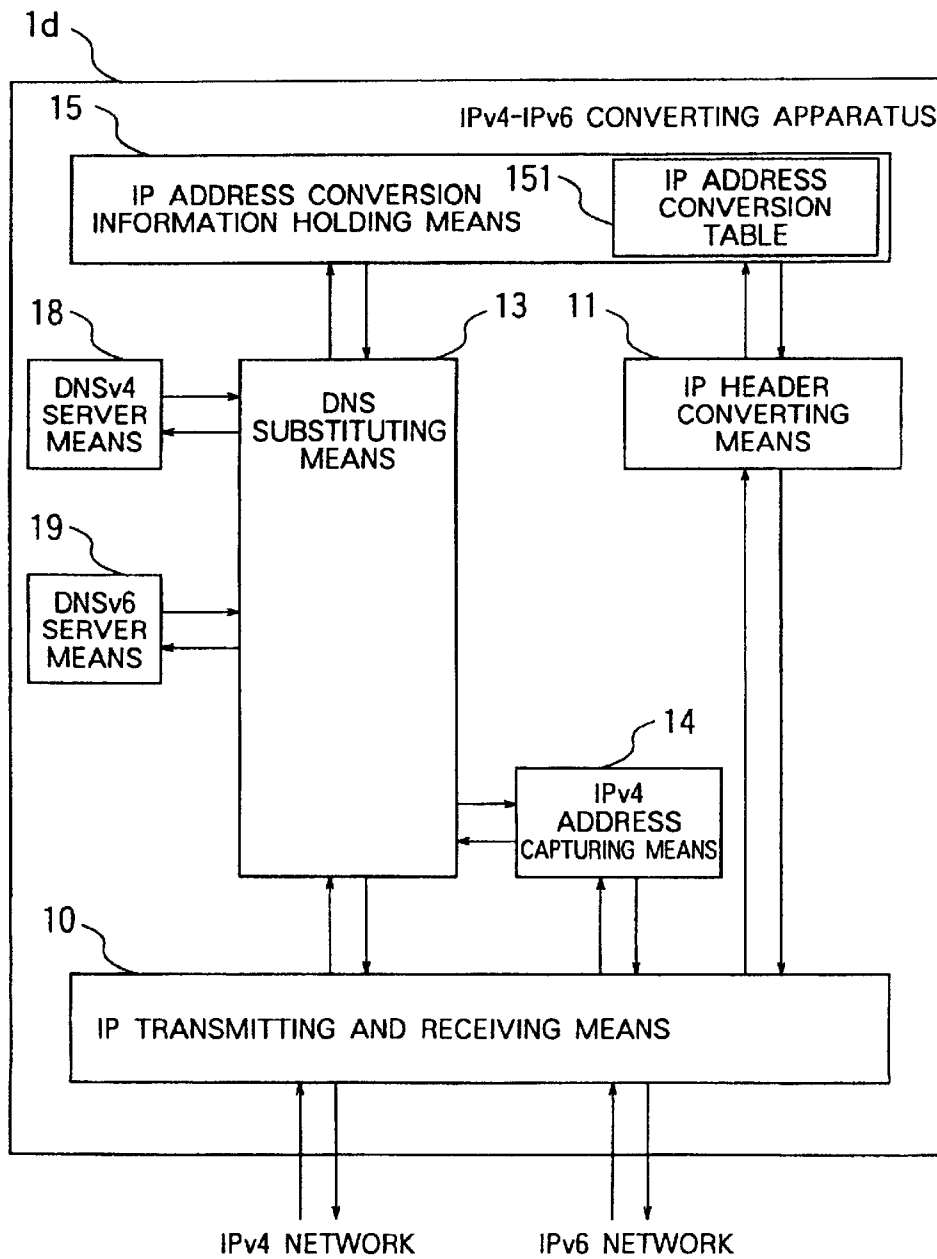 1d
15
IPv4-IPv6 CONVERTING APPARATUS
IP ADDRESS CONVERSION
INFORMATION HOLDING MEANS
151
IP ADDRESS
CONVERSION
TABLE
18
13
11
DNSv4
SERVER
MEANS
DNS
SUBSTITUTING
MEANS
IP HEADER
CONVERTING
MEANS
19
DNSv6
SERVER
MEANS
14
IPv4
ADDRESS
CAPTURING MEANS
10
IP TRANSMITTING AND RECEIVING MEANS
IPv4 NETWORK
IPv6 NETWORK